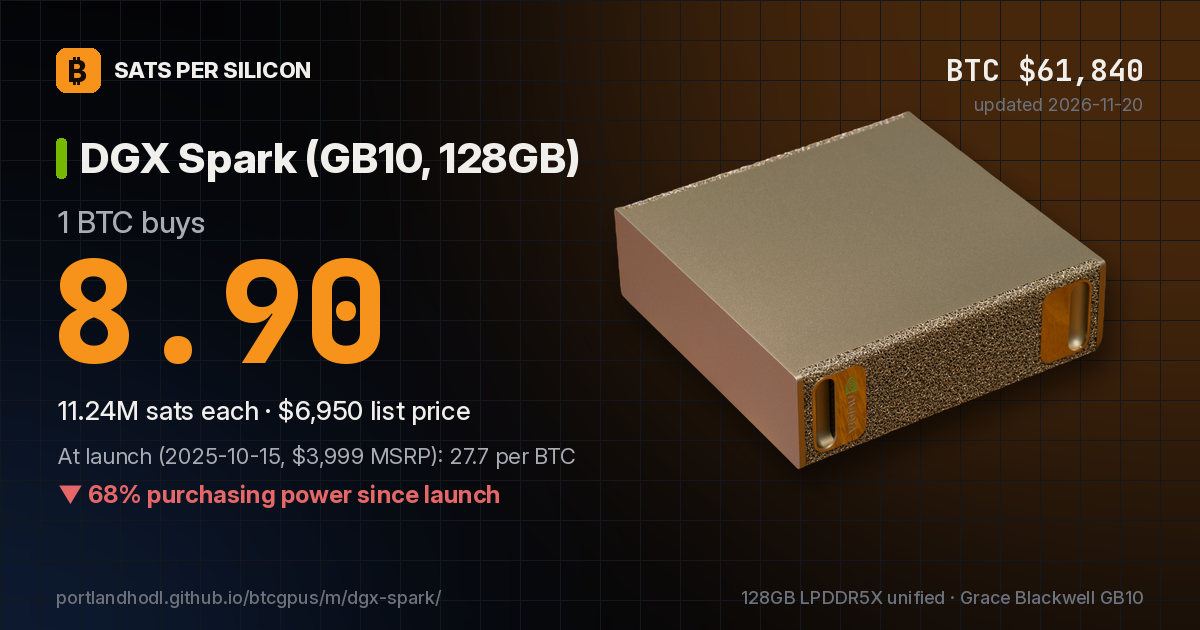 SATS PER SILICON
BTC $61,840
updated 2026-11-20
DGX Spark (GB10, 128GB)
1 BTC buys
8.90
11.24M sats each · $6,950 list price
At launch (2025-10-15, $3,999 MSRP): 27.7 per BTC
▼ 68% purchasing power since launch
portlandhodl.github.io/btcgpus/m/dgx-spark/
128GB LPDDR5X unified · Grace Blackwell GB10